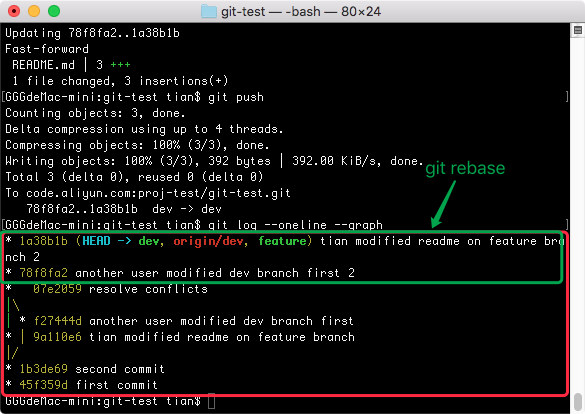 git-test — -bash — 80×24
Updating 78f8fa2..1a38b1b
Fast-forward
README.md | 3 +++
1 file changed, 3 insertions(+)
[GGGdeMac-mini:git-test tian$ git push ]
Counting objects: 3, done.
Delta compression using up to 4 threads.
Compressing objects: 100% (3/3), done.
Writing objects: 100% (3/3), 392 bytes | 392.00 KiB/s, done.
Total 3 (delta 0), reused 0 (delta 0)
To code.aliyun.com:proj-test/git-test.git
78f8fa2..1a38b1b dev -> dev
git rebase
[GGGdeMac-mini:git-test tian$ git log --oneline --graph ]
* 1a38b1b (HEAD -> dev, origin/dev, feature) tian modified readme on feature bra
nch 2
* 78f8fa2 another user modified dev branch first 2
* 07e2059 resolve conflicts
|\
| * f27444d another user modified dev branch first
* | 9a110e6 tian modified readme on feature branch
|/
* 1b3de69 second commit
* 45f359d first commit
GGGdeMac-mini:git-test tian$